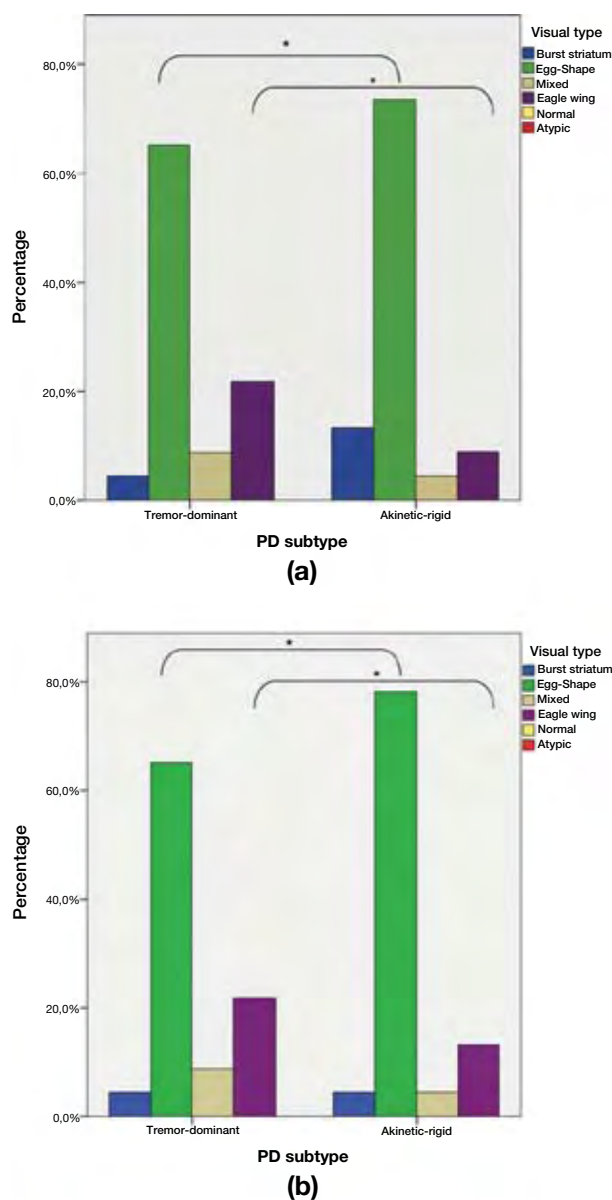 Visual type
Burst striatum
Egg-Shape
Mixed
Eagle wing
Normal
Atypic
*
*
80,0%
60,0%
40,0%
20,0%
0,0%
Percentage
Tremor-dominant Akinetic-rigid
PD subtype
(a)
Visual type
Burst striatum
Egg-Shape
Mixed
Eagle wing
Normal
Atypic
*
*
80,0%
60,0%
40,0%
20,0%
0,0%
Percentage
Tremor-dominant Akinetic-rigid
PD subtype
(b)